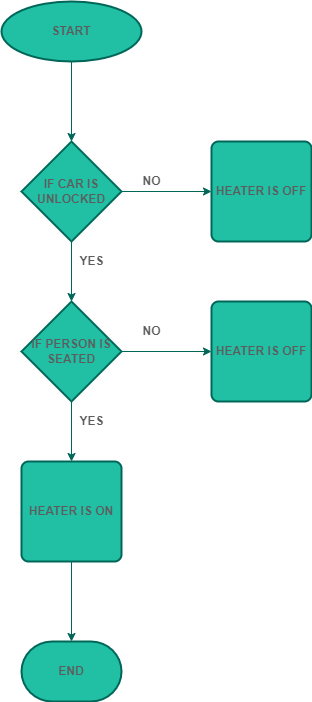 START
IF CAR IS
UNLOCKED
NO
HEATER IS OFF
YES
IF PERSON IS
SEATED
NO
HEATER IS OFF
YES
HEATER IS ON
END